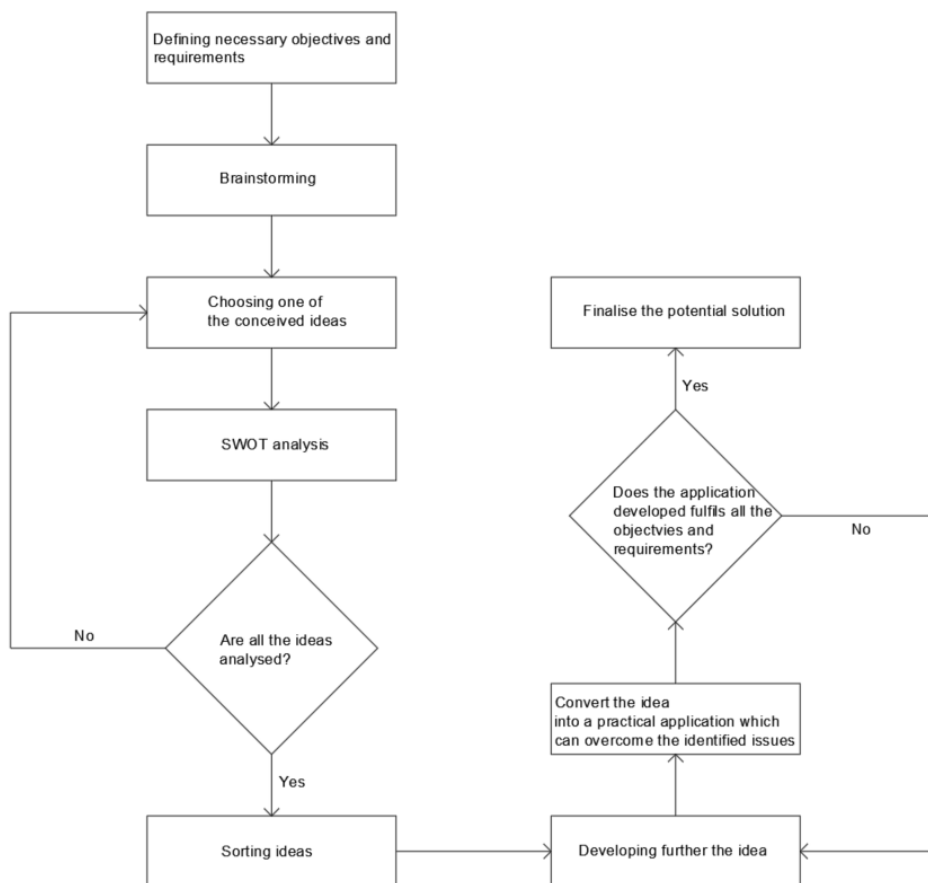 Defining necessary objectives and
requirements
Brainstorming
Choosing one of
the conceived ideas
SWOT analysis
No
Are all the ideas
analysed?
Yes
Sorting ideas
Developing further the idea
Convert the idea
into a practical application which
can overcome the identified issues
Does the application
developed fulfils all the
objectvies and
requirements?
No
Yes
Finalise the potential solution